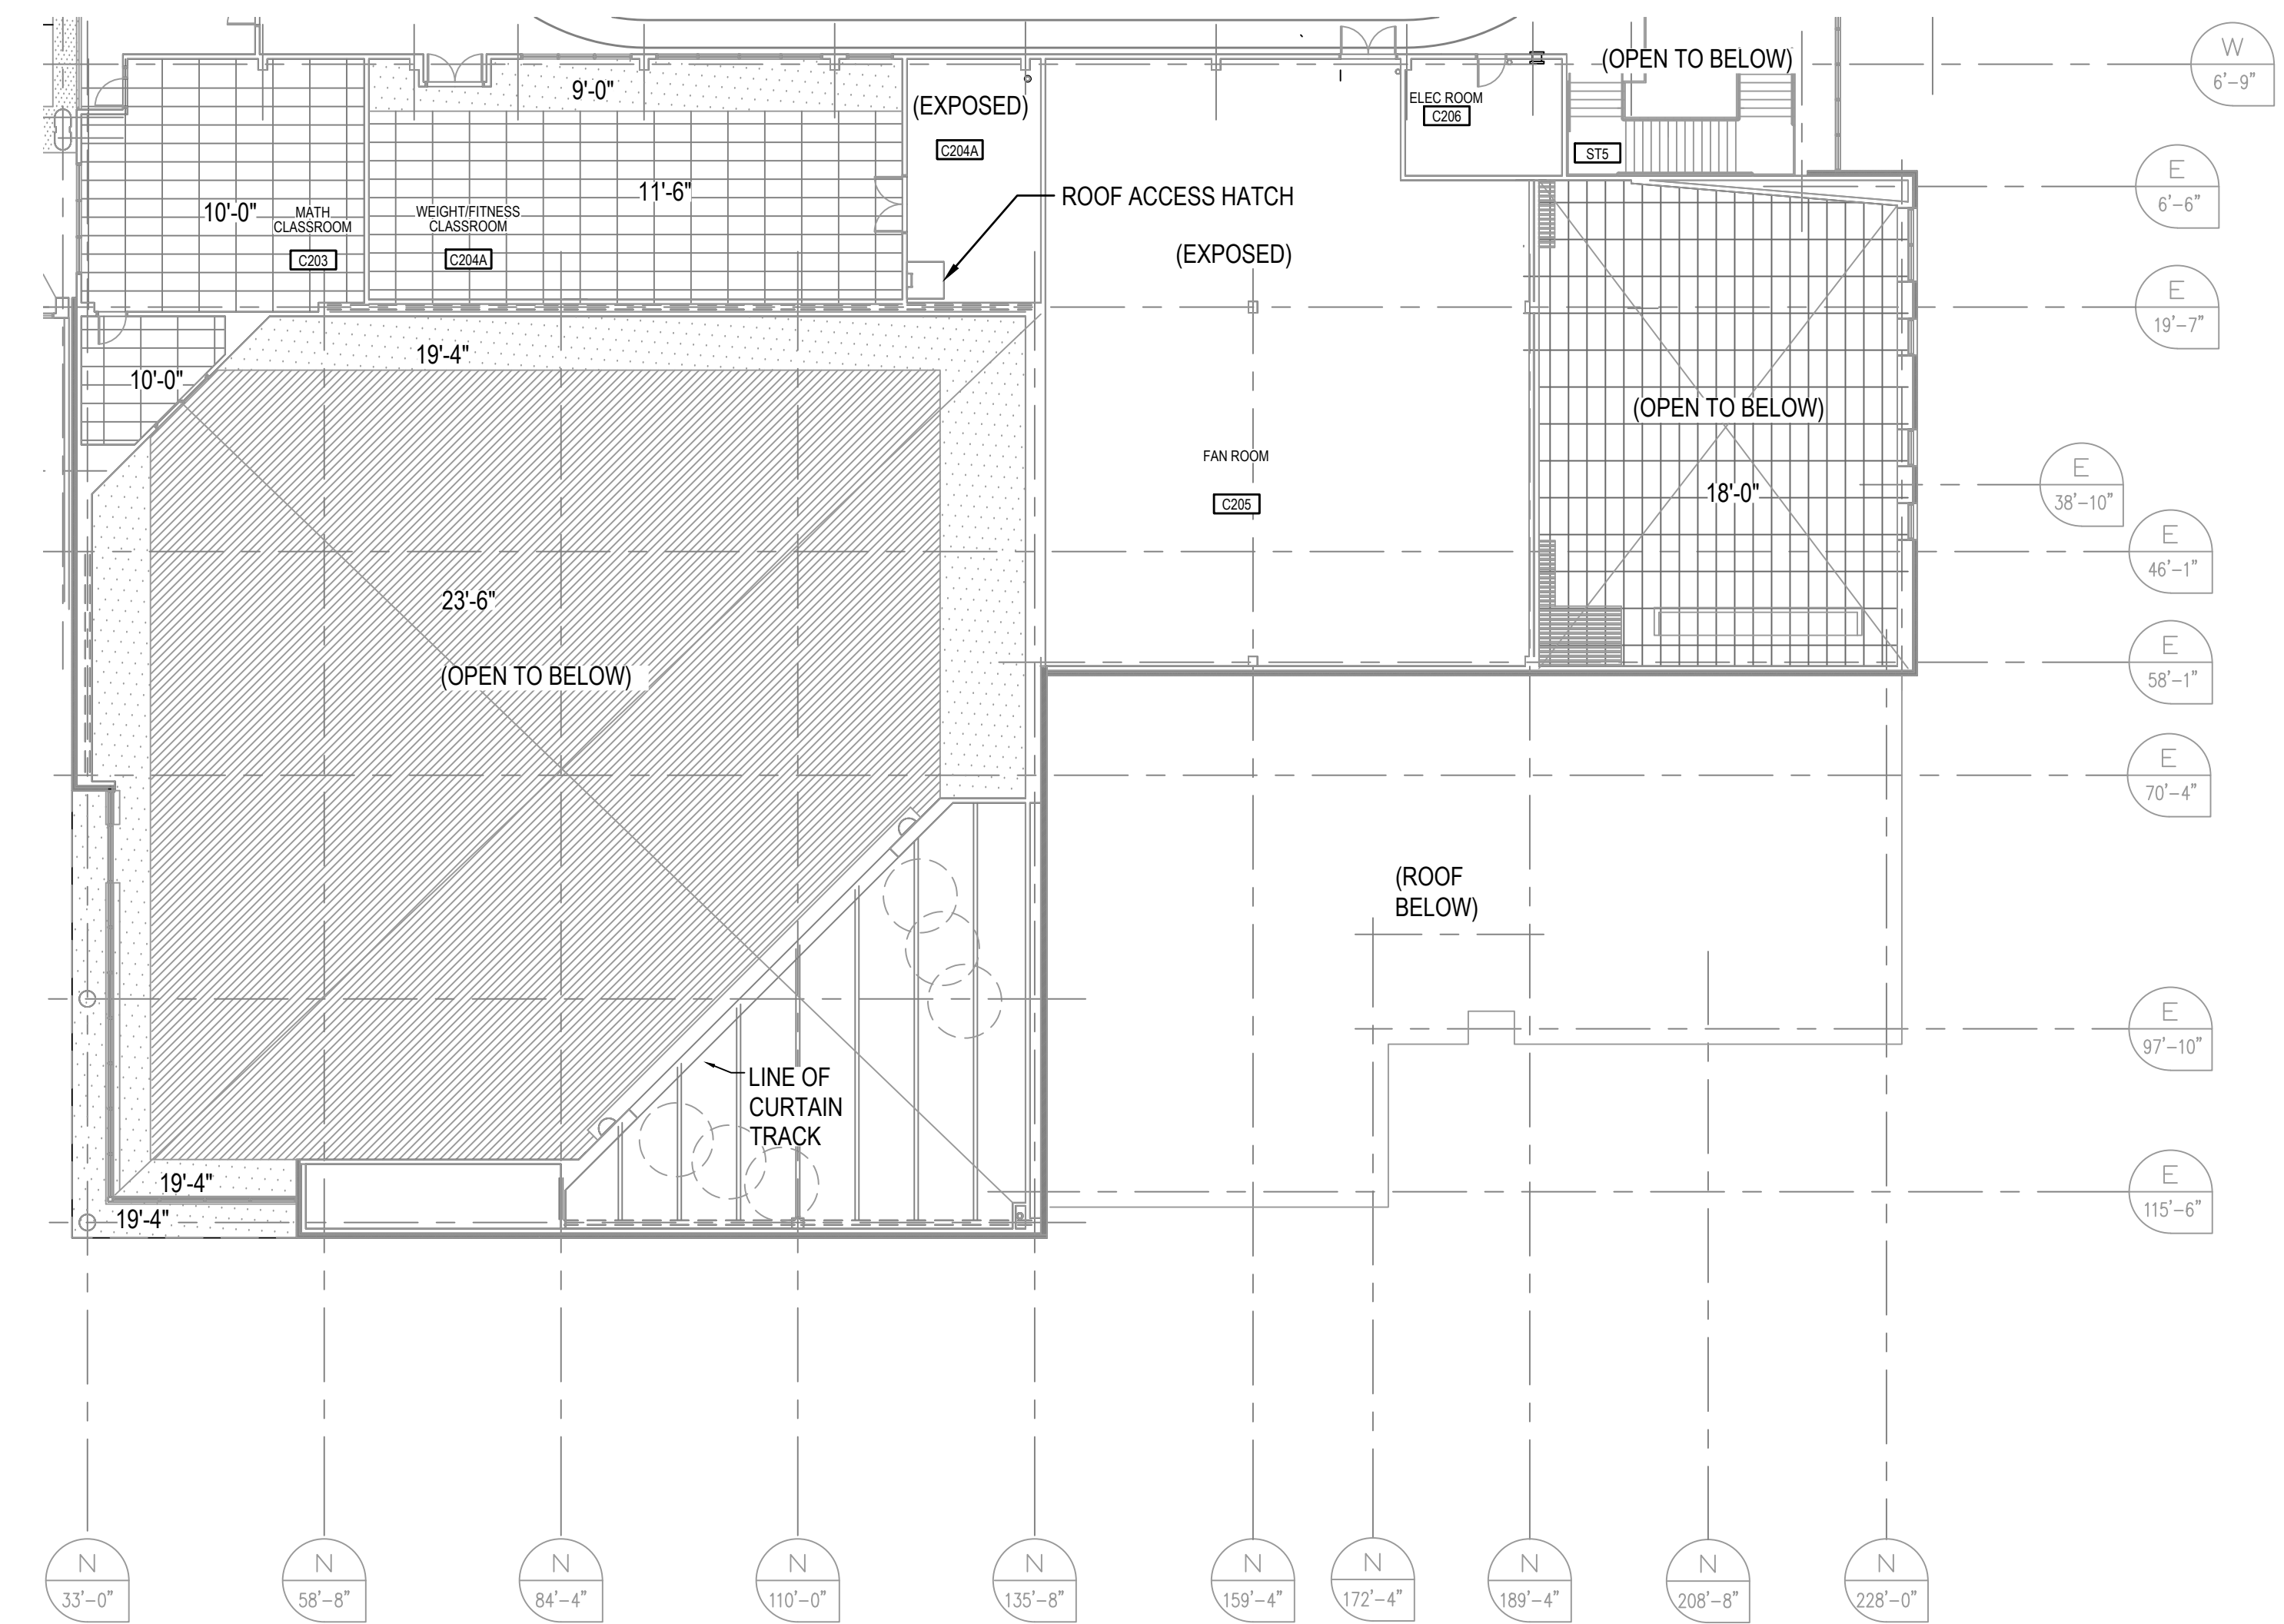 (OPEN TO BELOW)
W
6'-9"
9'-0"
(EXPOSED)
ELEC ROOM
C206
C204A
ST5
E
6'-6"
10'-0"
MATH
CLASSROOM
C203
WEIGHT/FITNESS
CLASSROOM
C204A
11'-6"
ROOF ACCESS HATCH
(EXPOSED)
E
19'-7"
19'-4"
10'-0"
(OPEN TO BELOW)
FAN ROOM
C205
18'-0"
E
38'-10"
E
46'-1"
23'-6"
(OPEN TO BELOW)
E
58'-1"
E
70'-4"
(ROOF
BELOW)
E
97'-10"
LINE OF
CURTAIN
TRACK
19'-4"
19'-4"
E
115'-6"
N
33'-0"
N
58'-8"
N
84'-4"
N
110'-0"
N
135'-8"
N
159'-4"
N
172'-4"
N
189'-4"
N
208'-8"
N
228'-0"